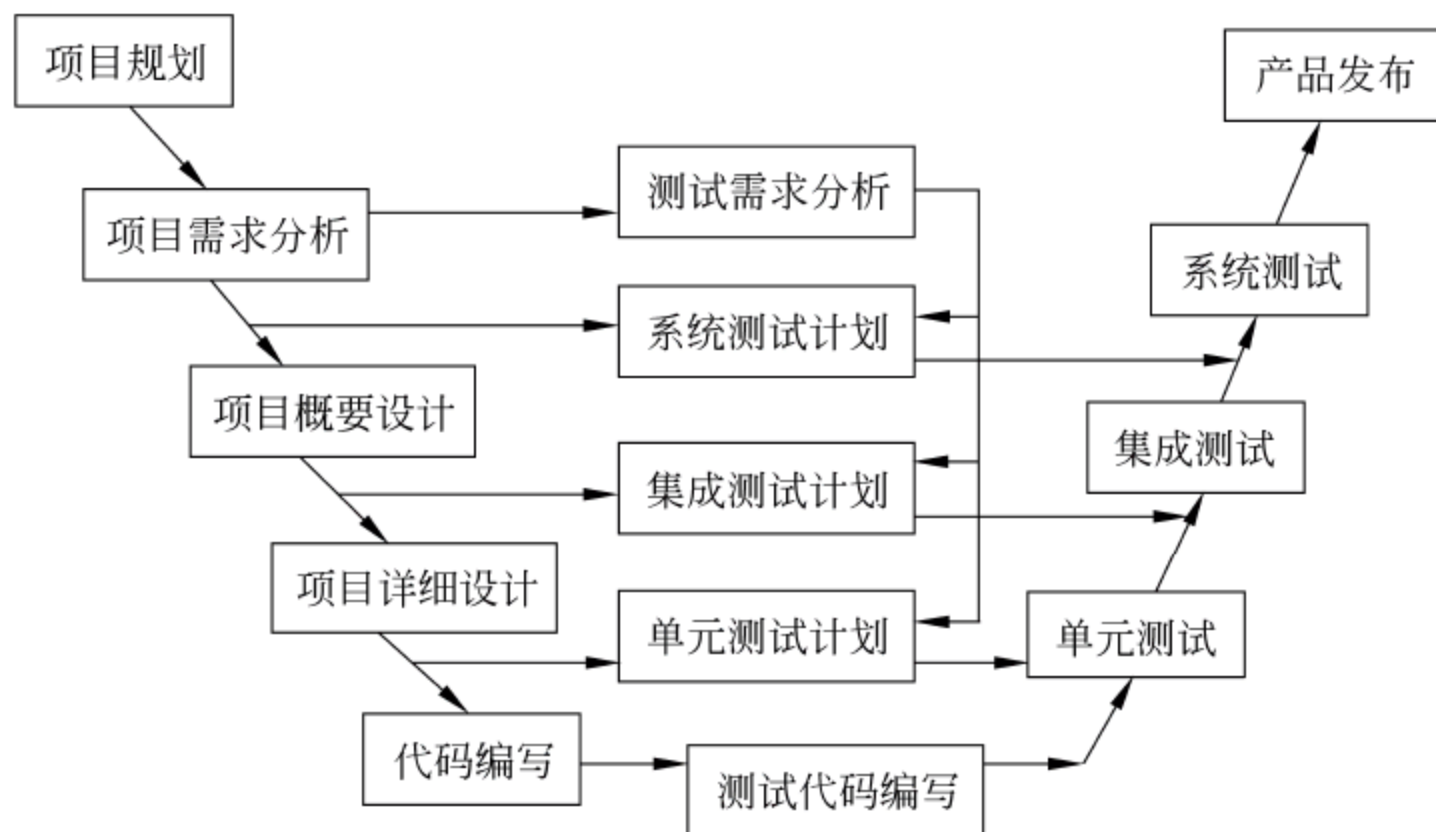 项目规划
产品发布
测试需求分析
项目需求分析
系统测试
系统测试计划
项目概要设计
集成测试
集成测试计划
项目详细设计
单元测试计划
单元测试
代码编写
测试代码编写